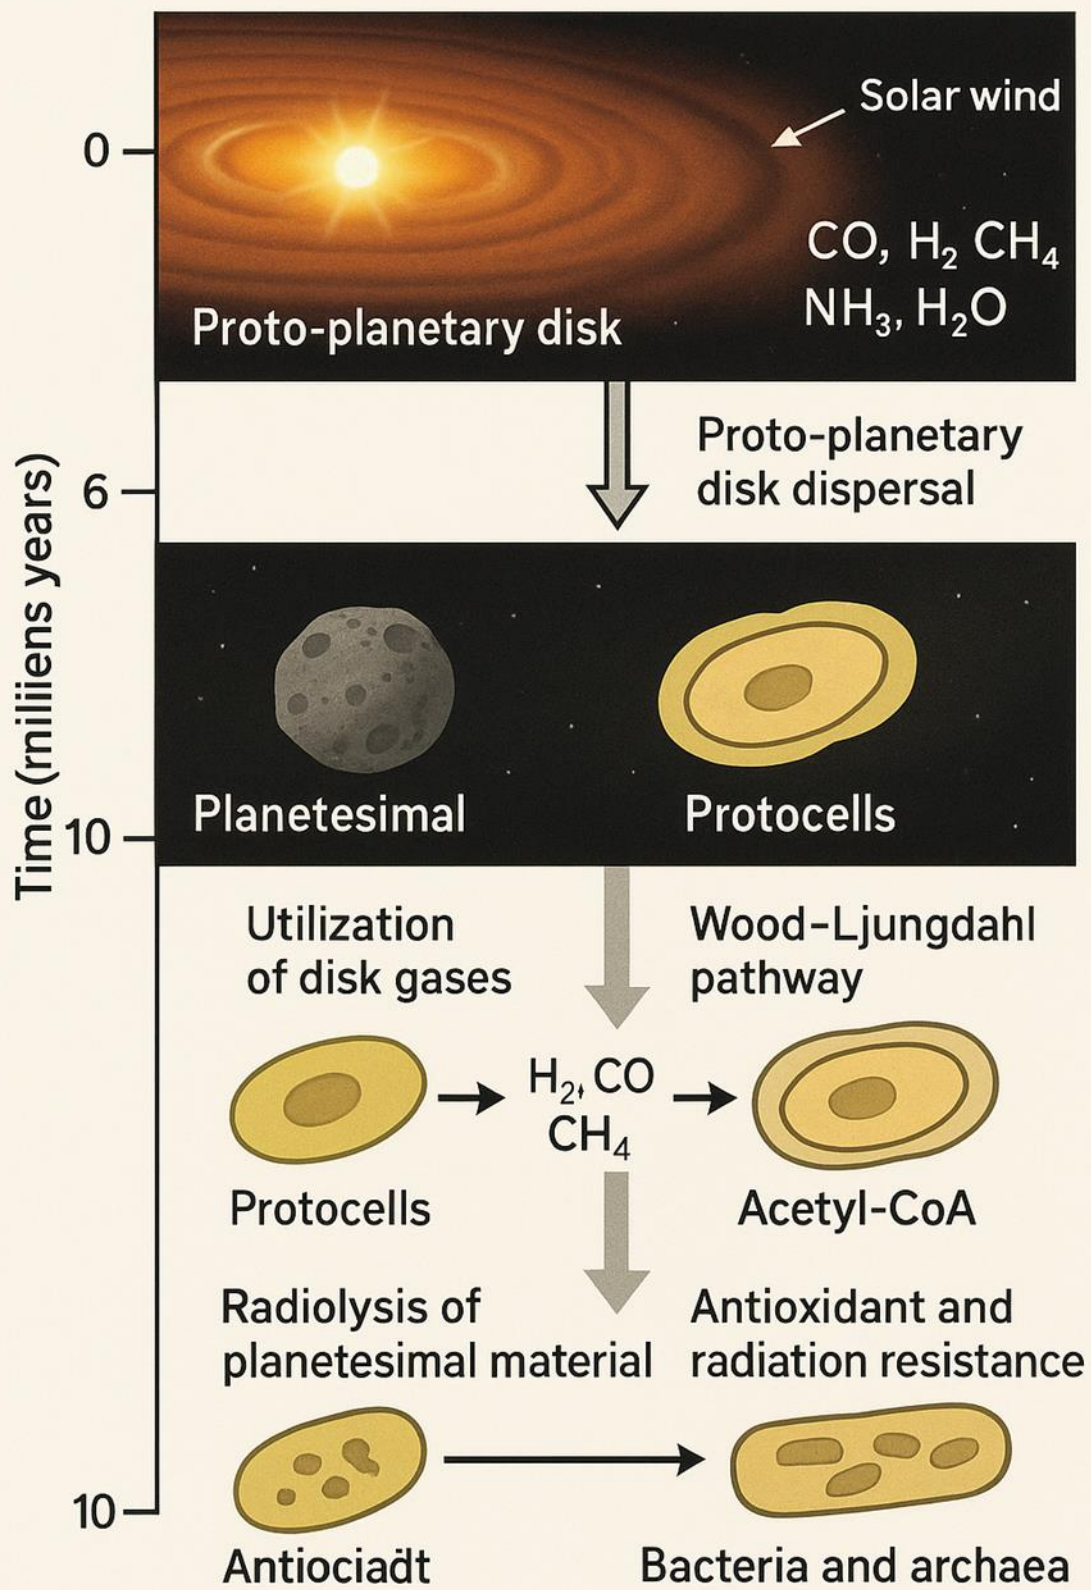 Solar wind
0
CO, H₂ CH₄
NH₃, H₂O
Proto-planetary disk
Proto-planetary
disk dispersal
6
Time (rniliiens years)
Planetesimal
Protocells
10
Utilization
of disk gases
Wood-Ljungdahl
pathway
H₂, CO
CH₄
Protocells
Acetyl-CoA
Radiolysis of
planetesimal material
Antioxidant and
radiation resistance
10
Antiociadt
Bacteria and archaea